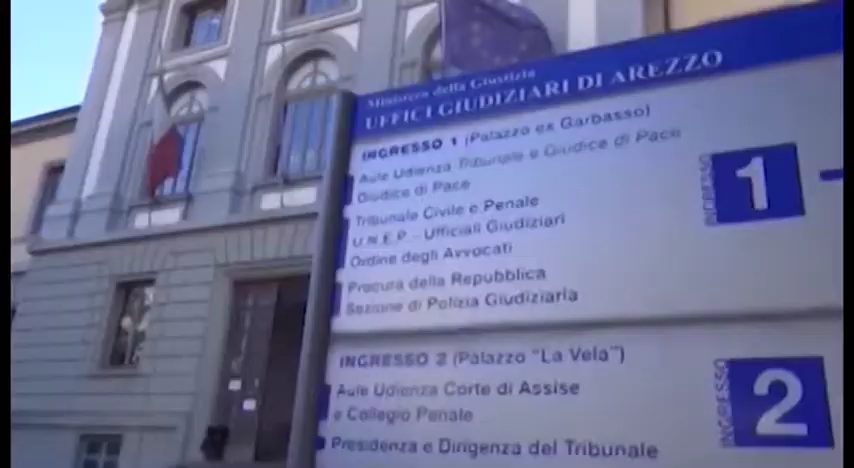 Ministero della Giustizia
UFFICI GIUDIZIARI DI AREZZO
INGRESSO 1 (Palazzo ex Garbasso)
Aule Udienza Tribunale e Giudice di Pace
Giudice di Pace
Tribunale Civile e Penale
U.N.E.P. - Ufficiali Giudiziari
Ordine degli Avvocati
Procura della Repubblica
Sezione di Polizia Giudiziaria
INGRESSO 1
INGRESSO 2 (Palazzo "La Vela")
Aule Udienza Corte di Assise
e Collegio Penale
Presidenza e Dirigenza del Tribunale
INGRESSO 2